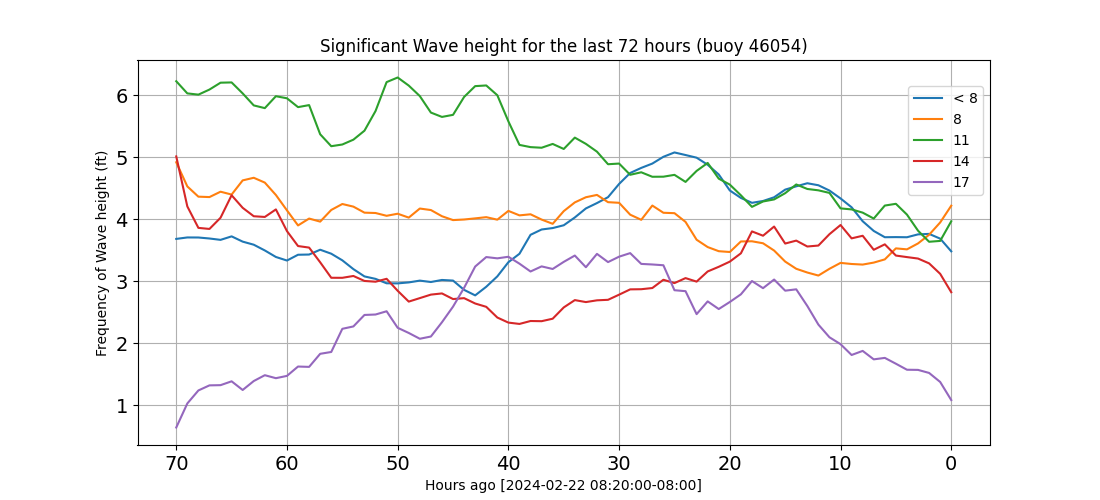 Significant Wave height for the last 72 hours (buoy 46054)
Frequency of Wave height (ft)
6
5
4
3
2
1
< 8
8
11
14
17
70 60 50 40 30 20 10 0
Hours ago [2024-02-22 08:20:00-08:00]